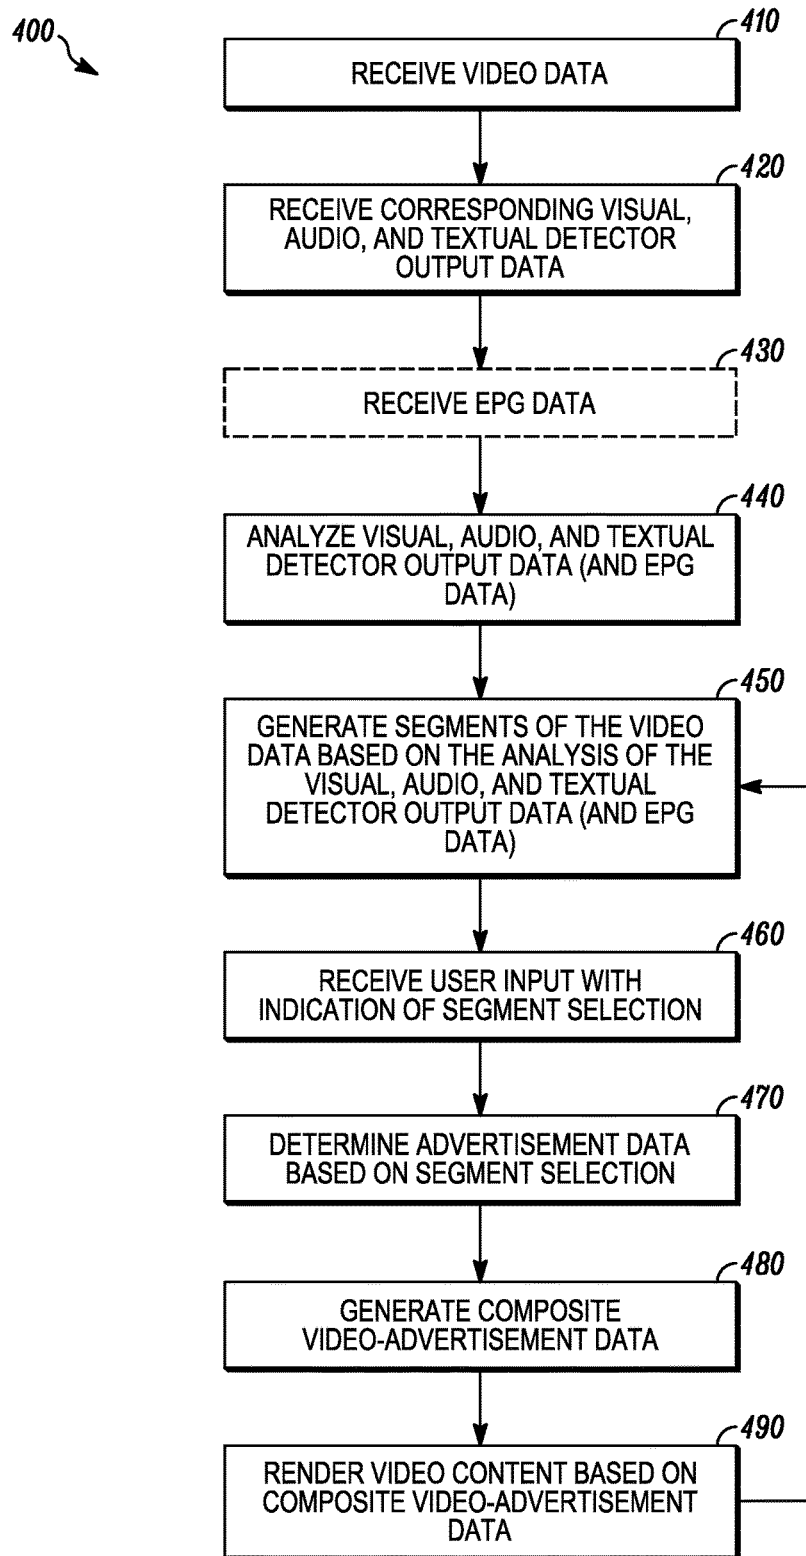 400
410
RECEIVE VIDEO DATA
420
RECEIVE CORRESPONDING VISUAL,
AUDIO, AND TEXTUAL DETECTOR
OUTPUT DATA
430
RECEIVE EPG DATA
440
ANALYZE VISUAL, AUDIO, AND TEXTUAL
DETECTOR OUTPUT DATA (AND EPG
DATA)
450
GENERATE SEGMENTS OF THE VIDEO
DATA BASED ON THE ANALYSIS OF THE
VISUAL, AUDIO, AND TEXTUAL
DETECTOR OUTPUT DATA (AND EPG
DATA)
460
RECEIVE USER INPUT WITH
INDICATION OF SEGMENT SELECTION
470
DETERMINE ADVERTISEMENT DATA
BASED ON SEGMENT SELECTION
480
GENERATE COMPOSITE
VIDEO-ADVERTISEMENT DATA
490
RENDER VIDEO CONTENT BASED ON
COMPOSITE VIDEO-ADVERTISEMENT
DATA